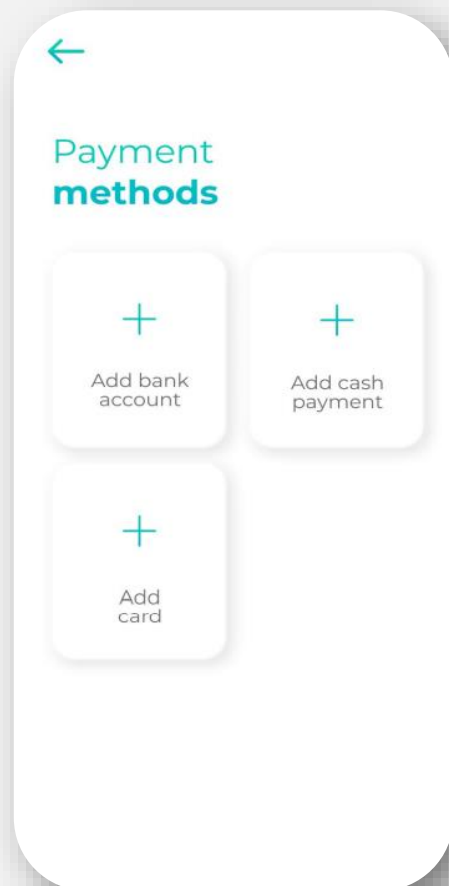 Payment
methods
Add bank
account
Add cash
payment
Add
card